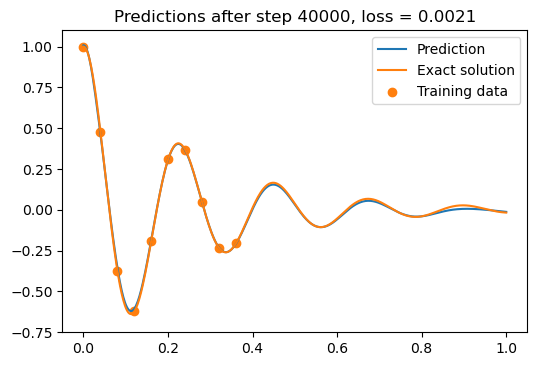 Predictions after step 40000, loss = 0.0021
1.00
0.75
0.50
0.25
0.00
-0.25
-0.50
-0.75
Prediction
Exact solution
Training data
0.0 0.2 0.4 0.6 0.8 1.0